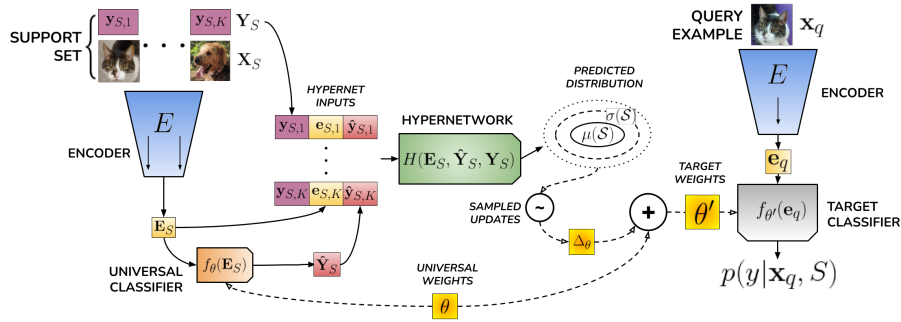 SUPPORT
SET
y_{S,1}
y_{S,K}
Y_S
X_S
E
ENCODER
E_S
UNIVERSAL
CLASSIFIER
f_θ(E_S)
Ŷ_S
HYPERNET
INPUTS
y_{S,1} e_{S,1} ŷ_{S,1}
y_{S,K} e_{S,K} ŷ_{S,K}
HYPERNETWORK
H(E_S, Ŷ_S, Y_S)
PREDICTED
DISTRIBUTION
σ(S)
μ(S)
SAMPLED
UPDATES
~
Δ_θ
+
UNIVERSAL
WEIGHTS
θ
TARGET
WEIGHTS
θ′
QUERY
EXAMPLE
x_q
E
ENCODER
e_q
f_{θ′}(e_q)
TARGET
CLASSIFIER
p(y|x_q, S)